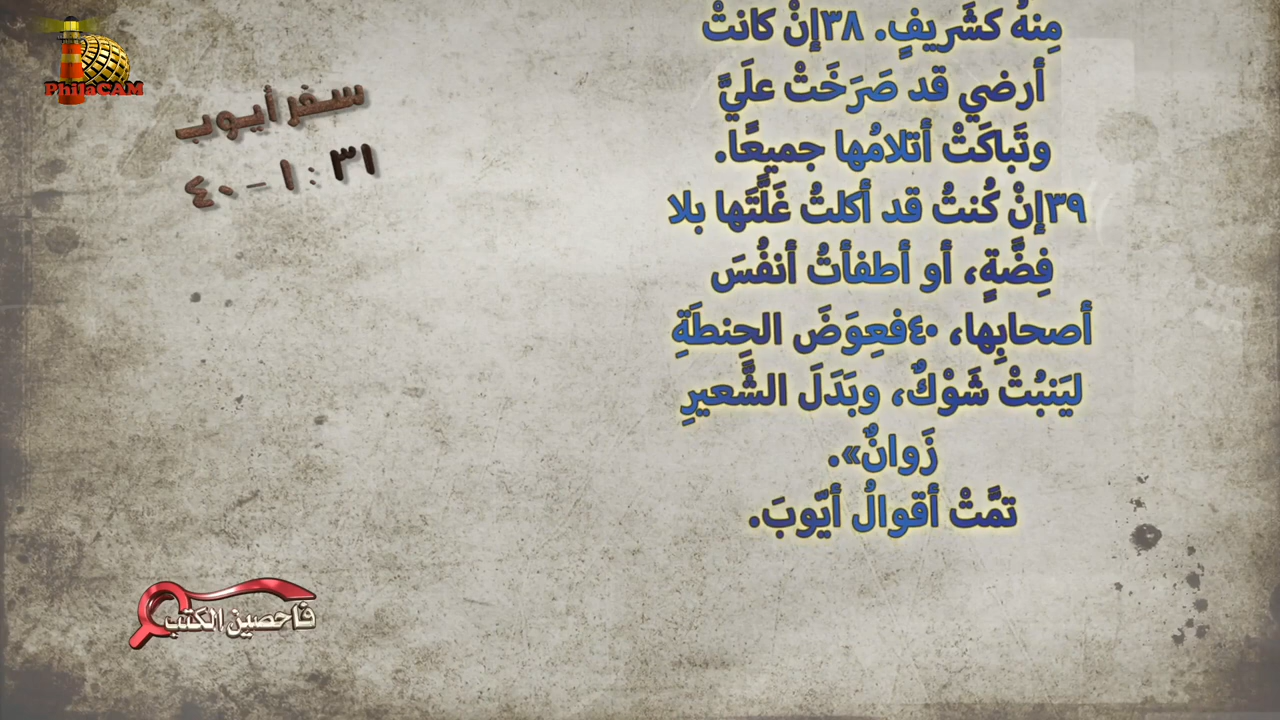 PhilaCAM
سفر أيوب
٣١ : ١ - ٤٠
مِنهُ كشَريفٍ. ٣٨إنْ كانتْ
أرضي قد صَرَخَتْ علَيَّ
وتَباكَتْ أتلامُها جميعًا.
٣٩إنْ كُنتُ قد أكلتُ غَلَّتَها بلا
فِضَّةٍ، أو أطفأتُ أنفُسَ
أصحابِها، ٤٠فعِوَضَ الحِنطَةِ
ليَنبُتْ شَوْكٌ، وبَدَلَ الشَّعيرِ
زَوانٌ».
تمَّتْ أقوالُ أيّوبَ.
فاحصين الكتب